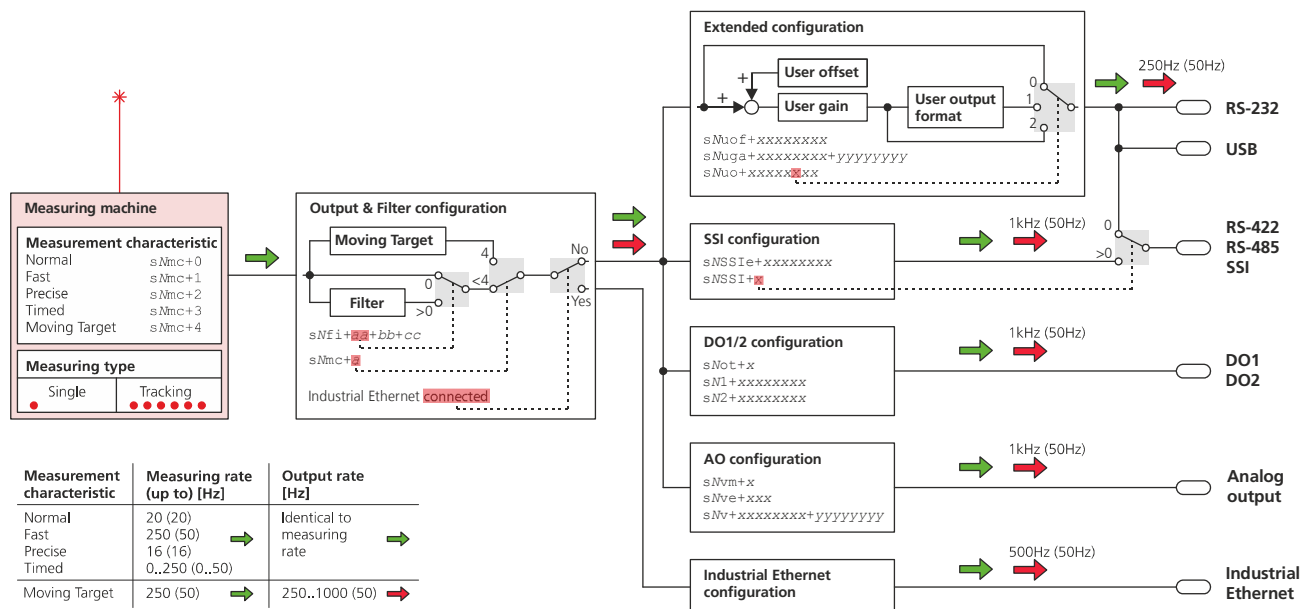 Extended configuration
User offset
+
+
User gain
User output
format
0
1
2
sNuof+xxxxxxxx
sNuga+xxxxxxxx+yyyyyyyy
sNuo+xxxxxxxx
250Hz (50Hz)
RS-232
USB
Measuring machine
Measurement characteristic
Normal sNmc+0
Fast sNmc+1
Precise sNmc+2
Timed sNmc+3
Moving Target sNmc+4
Measuring type
Single Tracking
Output & Filter configuration
Moving Target
4
No
0
<4
Filter
>0
Yes
sNfi+aa+bb+cc
sNmc+a
Industrial Ethernet connected
SSI configuration
sNSSIe+xxxxxxxx
sNSSI+x
1kHz (50Hz)
0
>0
RS-422
RS-485
SSI
DO1/2 configuration
sNot+x
sN1+xxxxxxxx
sN2+xxxxxxxx
1kHz (50Hz)
DO1
DO2
AO configuration
sNvm+x
sNve+xxx
sNv+xxxxxxxx+yyyyyyyy
1kHz (50Hz)
Analog
output
Industrial Ethernet
configuration
500Hz (50Hz)
Industrial
Ethernet
Measurement Measuring rate Output rate
characteristic (up to) [Hz] [Hz]
Normal 20 (20) Identical to
Fast 250 (50) measuring
Precise 16 (16) rate
Timed 0..250 (0..50)
Moving Target 250 (50) 250..1000 (50)